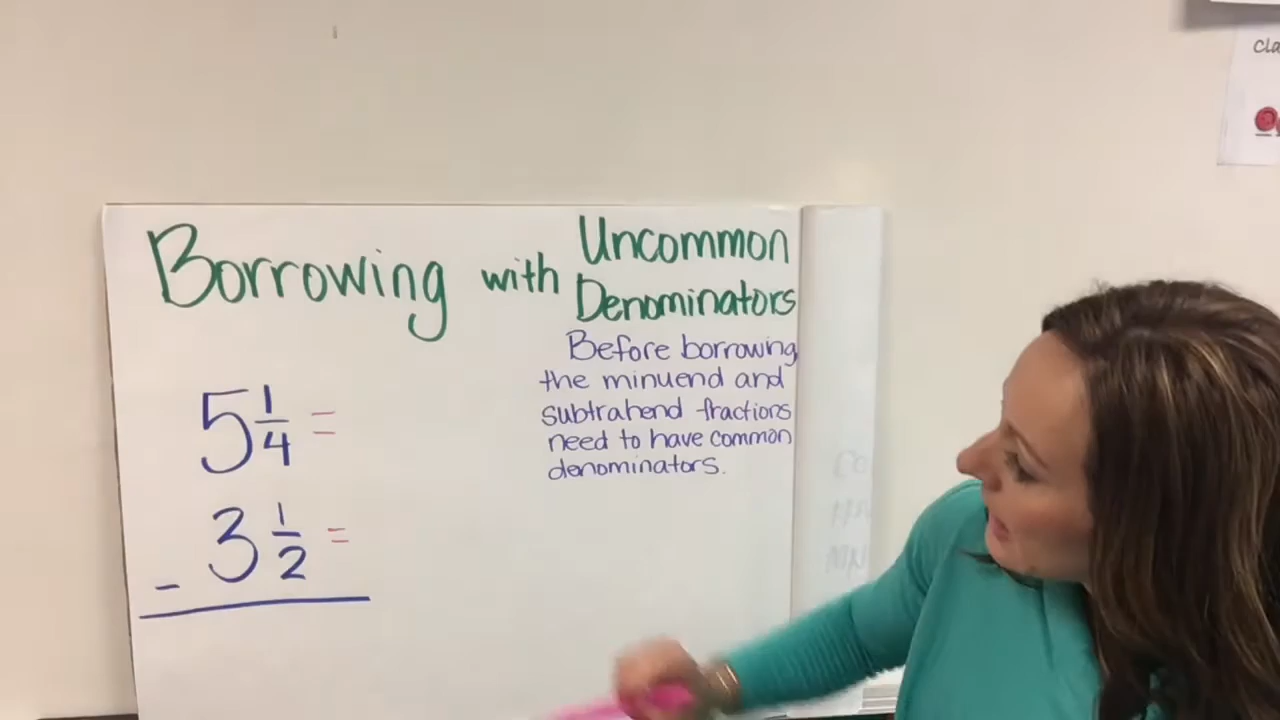 Borrowing with Uncommon
Denominators
Before borrowing
the minuend and
subtrahend fractions
need to have common
denominators.
5 1/4 =
- 3 1/2 =